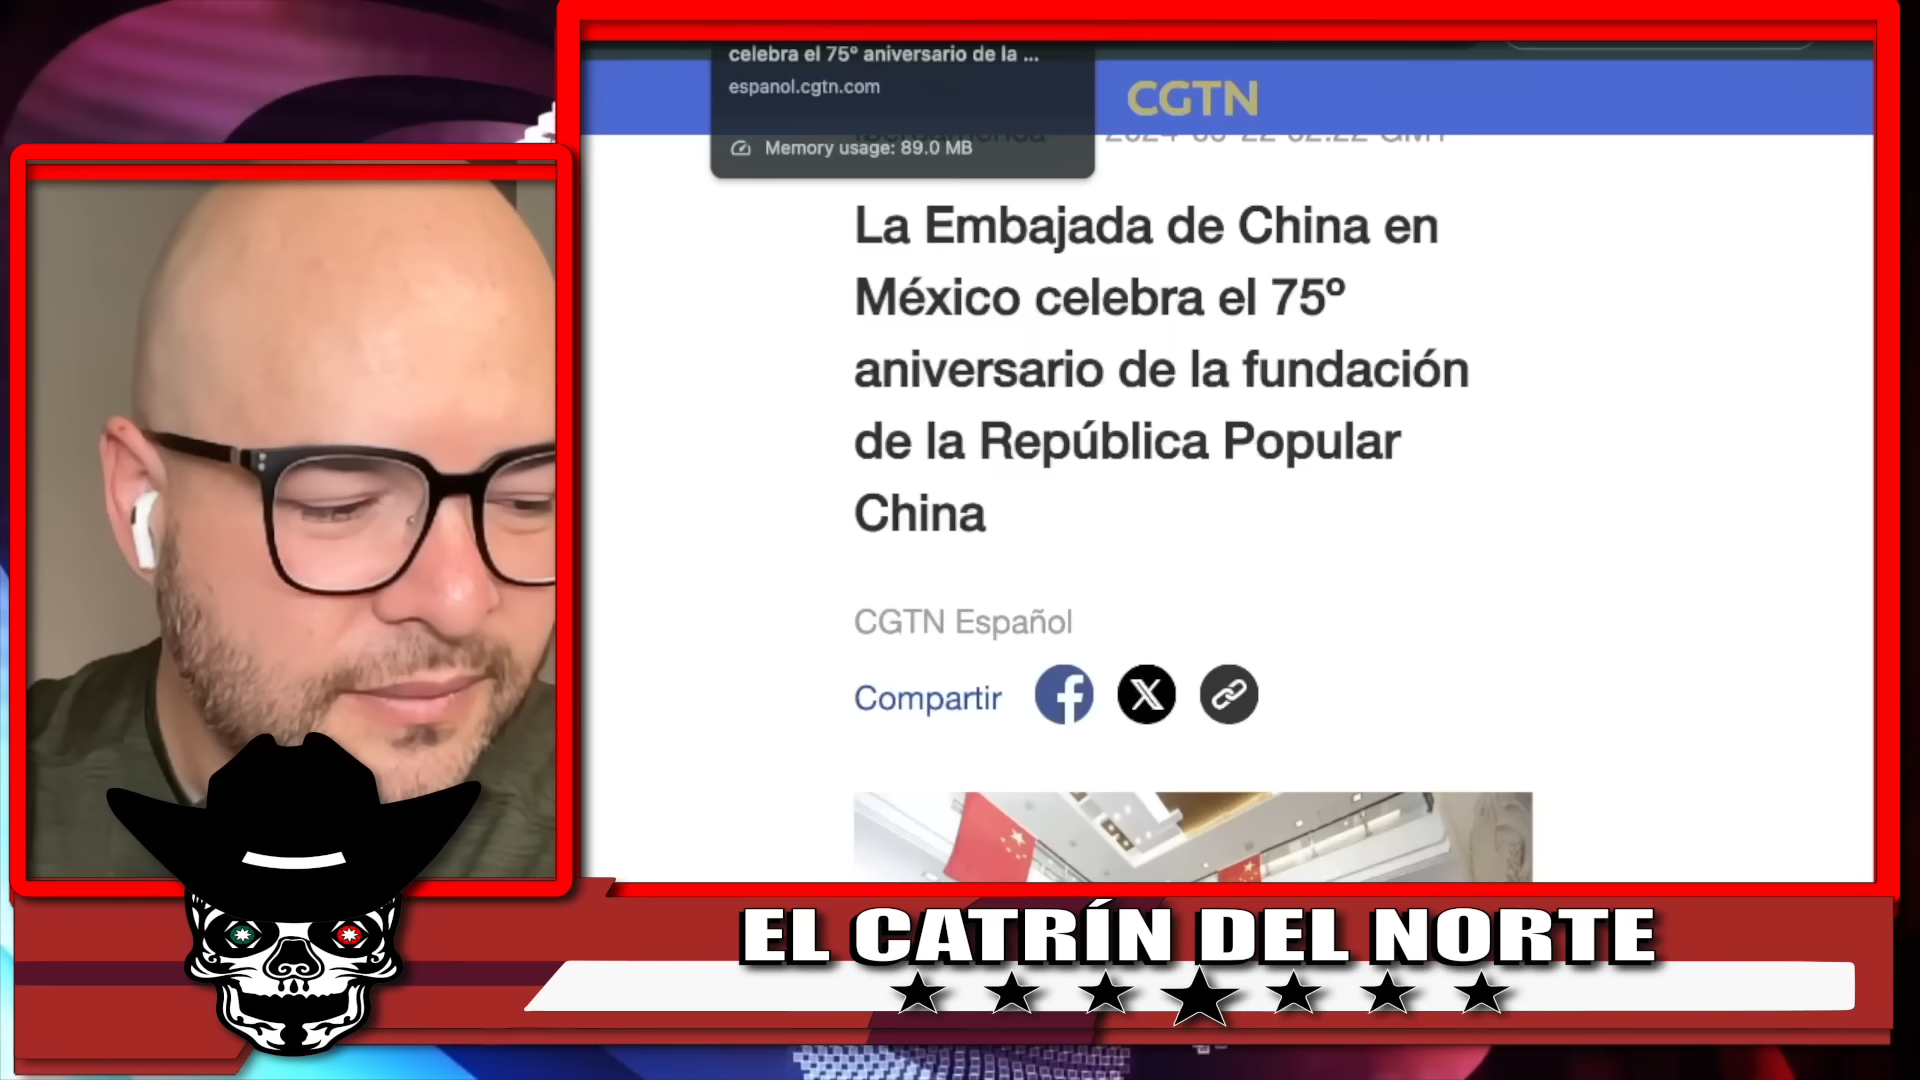 celebra el 75º aniversario de la ...
espanol.cgtn.com
Memory usage: 89.0 MB
CGTN
La Embajada de China en
México celebra el 75º
aniversario de la fundación
de la República Popular
China
CGTN Español
Compartir
EL CATRÍN DEL NORTE